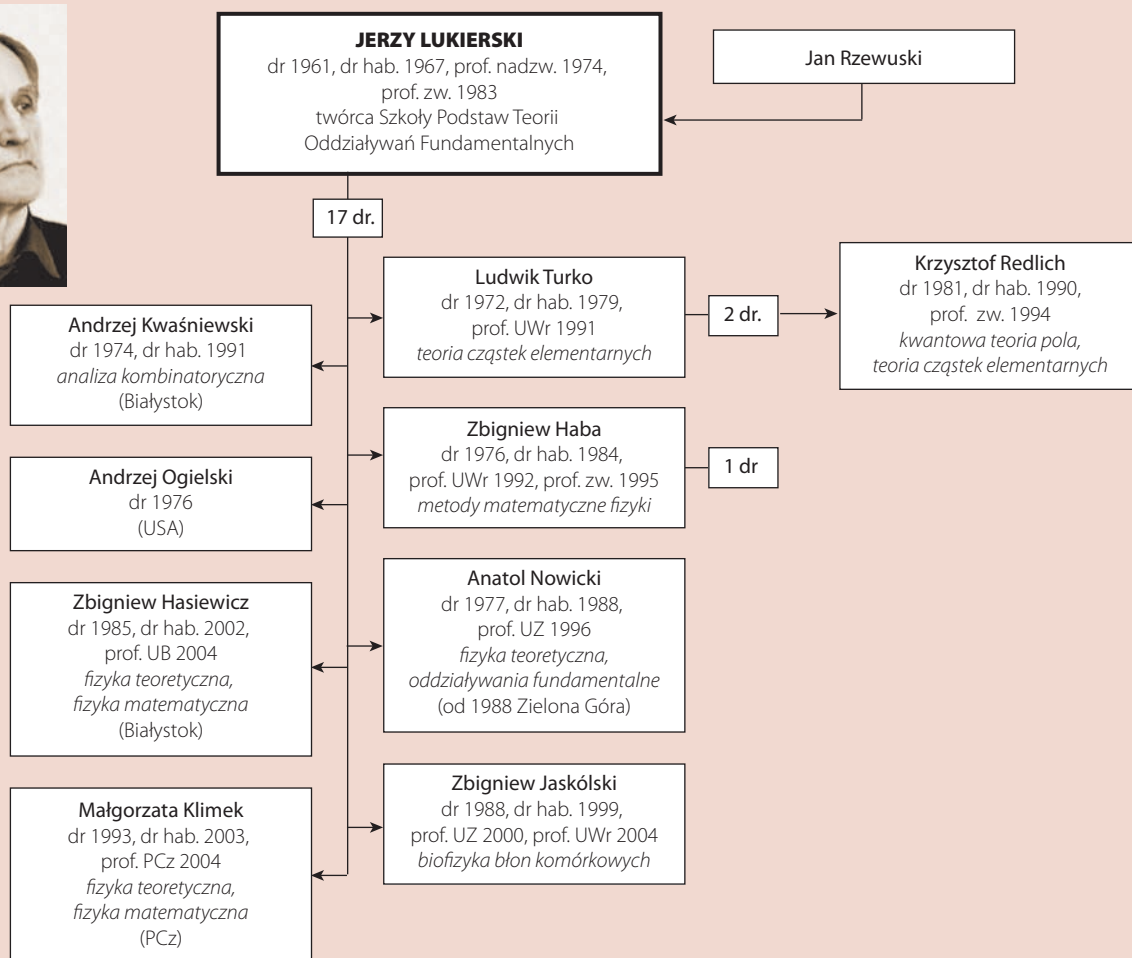 JERZY LUKIERSKI
dr 1961, dr hab. 1967, prof. nadzw. 1974,
prof. zw. 1983
twórca Szkoły Podstaw Teorii
Oddziaływań Fundamentalnych
Jan Rzewuski
17 dr.
Ludwik Turko
dr 1972, dr hab. 1979,
prof. UWr 1991
teoria cząstek elementarnych
2 dr.
Krzysztof Redlich
dr 1981, dr hab. 1990,
prof. zw. 1994
kwantowa teoria pola,
teoria cząstek elementarnych
Andrzej Kwaśniewski
dr 1974, dr hab. 1991
analiza kombinatoryczna
(Białystok)
Zbigniew Haba
dr 1976, dr hab. 1984,
prof. UWr 1992, prof. zw. 1995
metody matematyczne fizyki
1 dr
Andrzej Ogielski
dr 1976
(USA)
Anatol Nowicki
dr 1977, dr hab. 1988,
prof. UZ 1996
fizyka teoretyczna,
oddziaływania fundamentalne
(od 1988 Zielona Góra)
Zbigniew Hasiewicz
dr 1985, dr hab. 2002,
prof. UB 2004
fizyka teoretyczna,
fizyka matematyczna
(Białystok)
Zbigniew Jaskólski
dr 1988, dr hab. 1999,
prof. UZ 2000, prof. UWr 2004
biofizyka błon komórkowych
Małgorzata Klimek
dr 1993, dr hab. 2003,
prof. PCz 2004
fizyka teoretyczna,
fizyka matematyczna
(PCz)